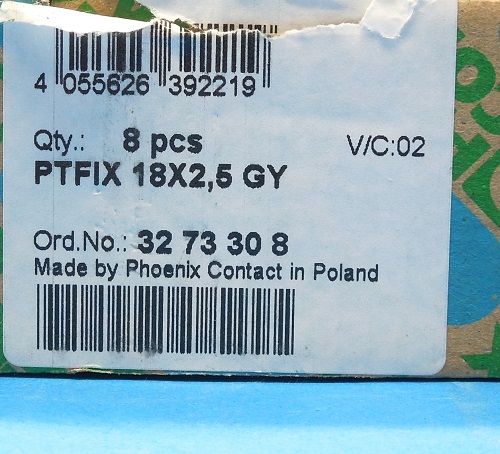 4 055626 392219
Qty.: 8 pcs V/C:02
PTFIX 18X2,5 GY
Ord.No.: 32 73 30 8
Made by Phoenix Contact in Poland